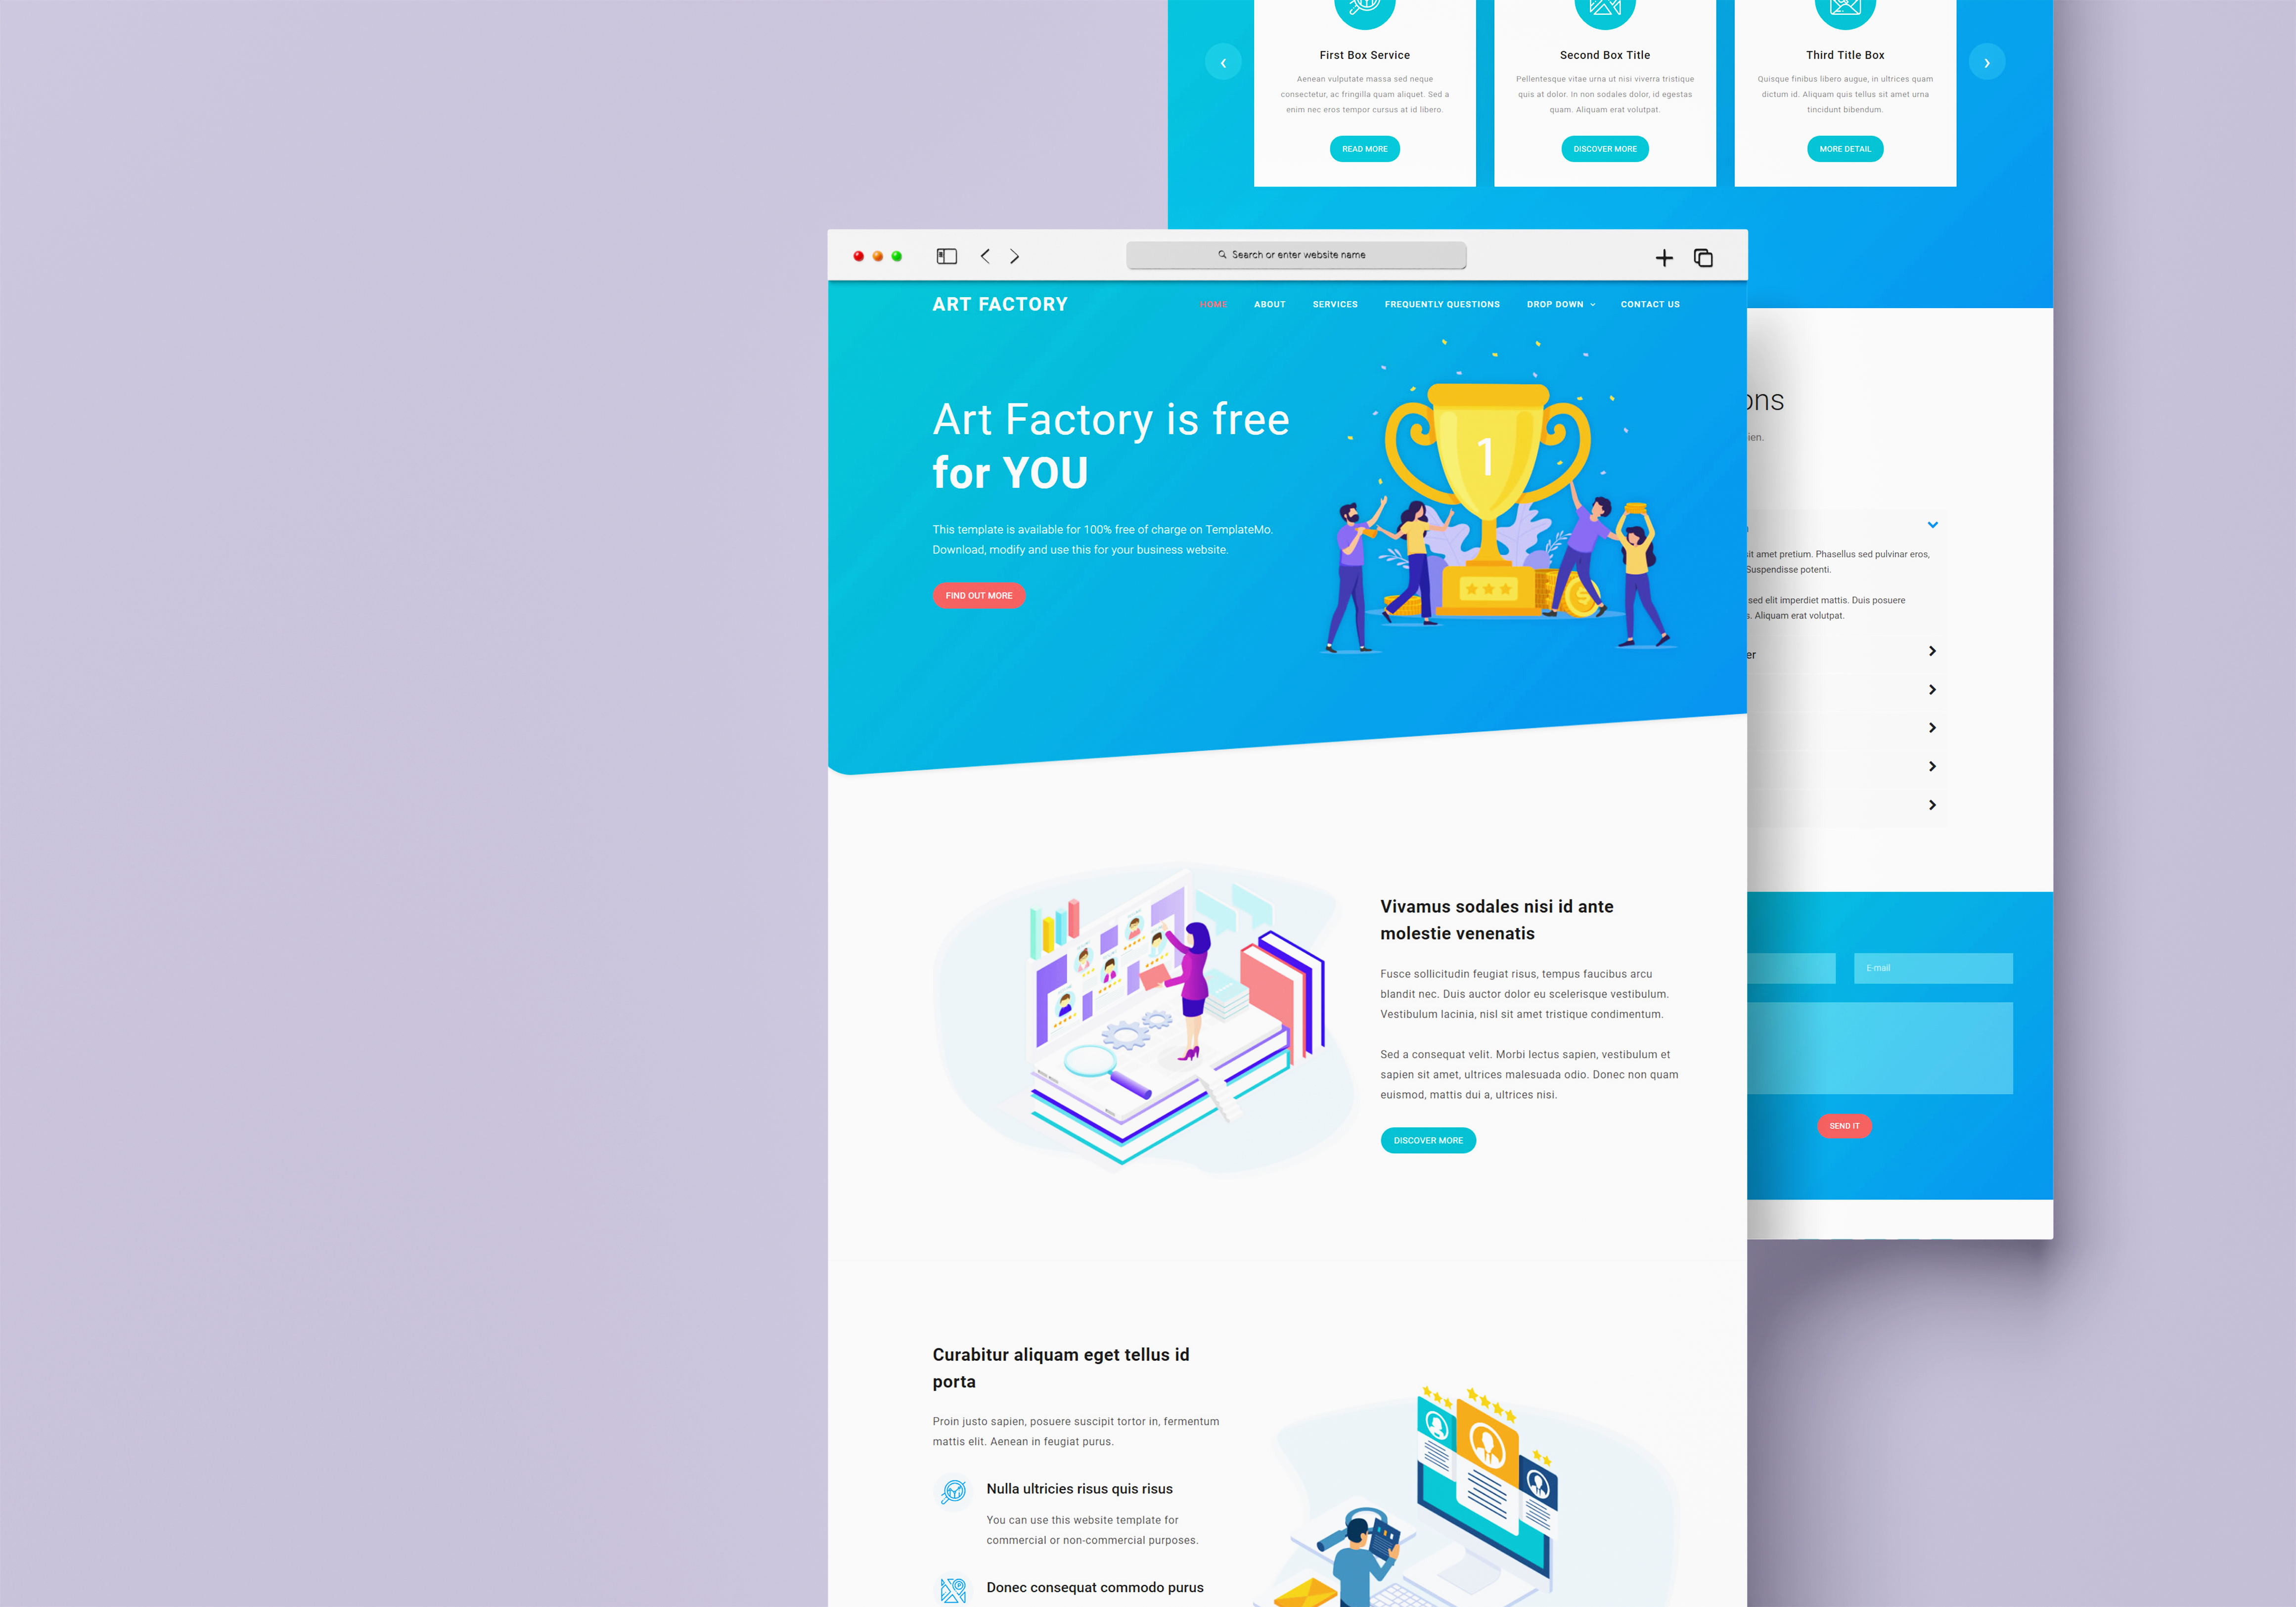 First Box Service
Aenean vulputate massa sed neque
consectetur, ac fringilla quam aliquet. Sed a
enim nec eros tempor cursus at id libero.
READ MORE
Second Box Title
Pellentesque vitae urna ut nisi viverra tristique
quis at dolor. In non sodales dolor, id egestas
quam. Aliquam erat volutpat.
DISCOVER MORE
Third Title Box
Quisque finibus libero augue, in ultrices quam
dictum id. Aliquam quis tellus sit amet urna
tincidunt bibendum.
MORE DETAIL
Search or enter website name
ART FACTORY
HOME ABOUT SERVICES FREQUENTLY QUESTIONS DROP DOWN CONTACT US
Art Factory is free
for YOU
This template is available for 100% free of charge on TemplateMo.
Download, modify and use this for your business website.
FIND OUT MORE
1
ons
ien.
sit amet pretium. Phasellus sed pulvinar eros,
Suspendisse potenti.
sed elit imperdiet mattis. Duis posuere
s. Aliquam erat volutpat.
er
E-mail
SEND IT
Vivamus sodales nisi id ante
molestie venenatis
Fusce sollicitudin feugiat risus, tempus faucibus arcu
blandit nec. Duis auctor dolor eu scelerisque vestibulum.
Vestibulum lacinia, nisl sit amet tristique condimentum.
Sed a consequat velit. Morbi lectus sapien, vestibulum et
sapien sit amet, ultrices malesuada odio. Donec non quam
euismod, mattis dui a, ultrices nisi.
DISCOVER MORE
Curabitur aliquam eget tellus id
porta
Proin justo sapien, posuere suscipit tortor in, fermentum
mattis elit. Aenean in feugiat purus.
Nulla ultricies risus quis risus
You can use this website template for
commercial or non-commercial purposes.
Donec consequat commodo purus